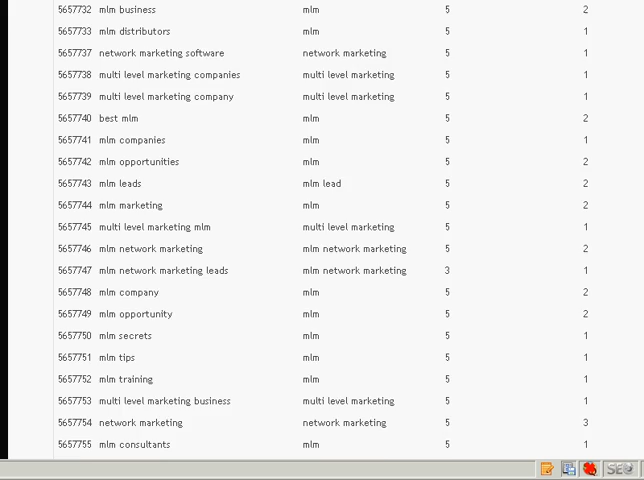 5657732 mlm business mlm 5 2
5657733 mlm distributors mlm 5 1
5657737 network marketing software network marketing 5 1
5657738 multi level marketing companies multi level marketing 5 1
5657739 multi level marketing company multi level marketing 5 1
5657740 best mlm mlm 5 2
5657741 mlm companies mlm 5 1
5657742 mlm opportunities mlm 5 2
5657743 mlm leads mlm lead 5 2
5657744 mlm marketing mlm 5 2
5657745 multi level marketing mlm multi level marketing 5 1
5657746 mlm network marketing mlm network marketing 5 2
5657747 mlm network marketing leads mlm network marketing 3 1
5657748 mlm company mlm 5 2
5657749 mlm opportunity mlm 5 2
5657750 mlm secrets mlm 5 1
5657751 mlm tips mlm 5 1
5657752 mlm training mlm 5 1
5657753 multi level marketing business multi level marketing 5 1
5657754 network marketing network marketing 5 3
5657755 mlm consultants mlm 5 1
SEO